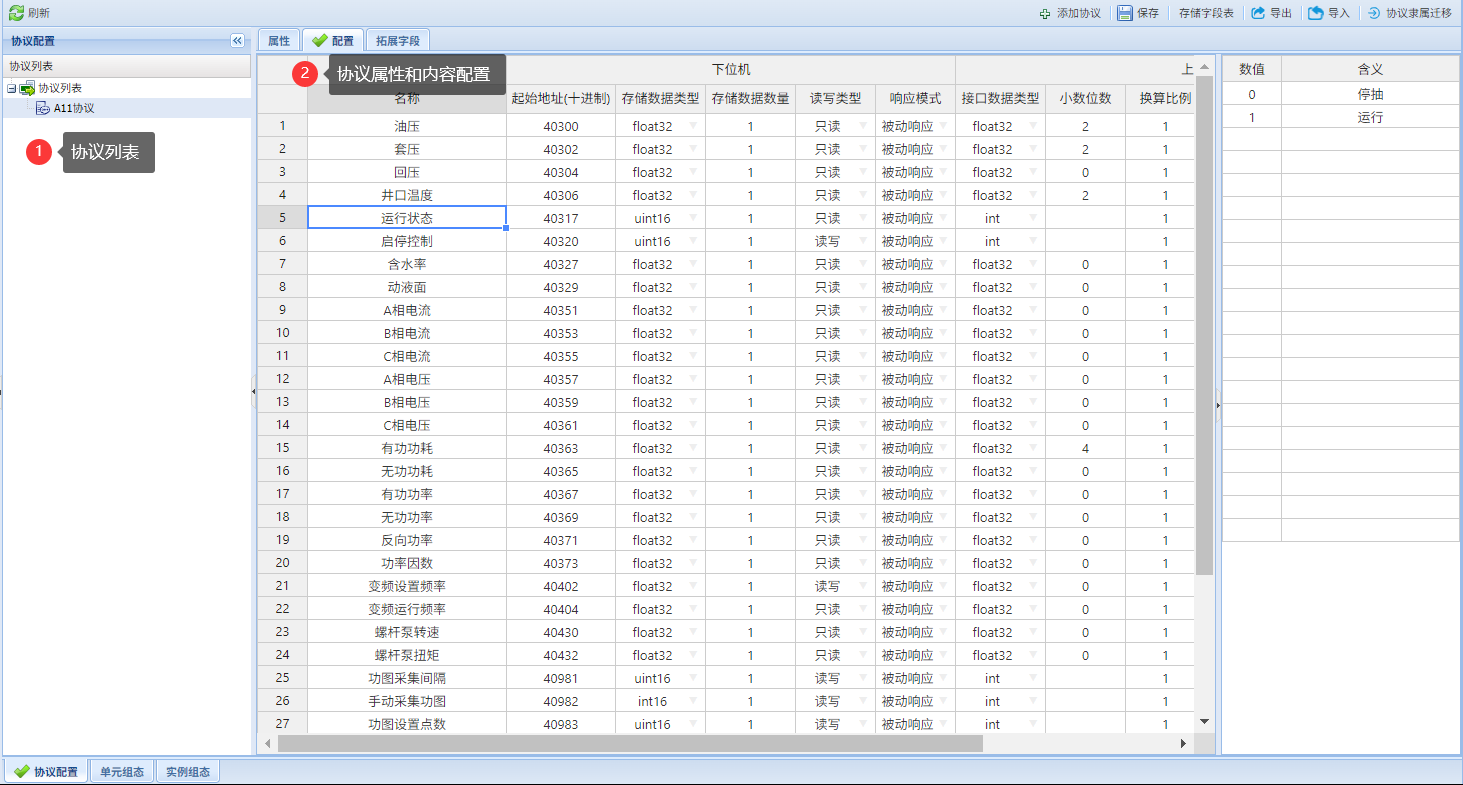 刷新 添加协议 保存 存储字段表 导出 导入 协议隶属迁移
协议配置
协议列表
协议列表
A11协议
1 协议列表
属性 配置 拓展字段
2 协议属性和内容配置
下位机 上
名称 起始地址(十进制) 存储数据类型 存储数据数量 读写类型 响应模式 接口数据类型 小数位数 换算比例
1 油压 40300 float32 1 只读 被动响应 float32 2 1
2 套压 40302 float32 1 只读 被动响应 float32 2 1
3 回压 40304 float32 1 只读 被动响应 float32 0 1
4 井口温度 40306 float32 1 只读 被动响应 float32 2 1
5 运行状态 40317 uint16 1 只读 被动响应 int 1
6 启停控制 40320 uint16 1 读写 被动响应 int 1
7 含水率 40327 float32 1 只读 被动响应 float32 0 1
8 动液面 40329 float32 1 只读 被动响应 float32 0 1
9 A相电流 40351 float32 1 只读 被动响应 float32 0 1
10 B相电流 40353 float32 1 只读 被动响应 float32 0 1
11 C相电流 40355 float32 1 只读 被动响应 float32 0 1
12 A相电压 40357 float32 1 只读 被动响应 float32 0 1
13 B相电压 40359 float32 1 只读 被动响应 float32 0 1
14 C相电压 40361 float32 1 只读 被动响应 float32 0 1
15 有功功耗 40363 float32 1 只读 被动响应 float32 4 1
16 无功功耗 40365 float32 1 只读 被动响应 float32 0 1
17 有功功率 40367 float32 1 只读 被动响应 float32 0 1
18 无功功率 40369 float32 1 只读 被动响应 float32 0 1
19 反向功率 40371 float32 1 只读 被动响应 float32 0 1
20 功率因数 40373 float32 1 只读 被动响应 float32 0 1
21 变频设置频率 40402 float32 1 读写 被动响应 float32 0 1
22 变频运行频率 40404 float32 1 只读 被动响应 float32 0 1
23 螺杆泵转速 40430 float32 1 只读 被动响应 float32 0 1
24 螺杆泵扭矩 40432 float32 1 只读 被动响应 float32 0 1
25 功图采集间隔 40981 uint16 1 读写 被动响应 int 1
26 手动采集功图 40982 int16 1 读写 被动响应 int 1
27 功图设置点数 40983 uint16 1 读写 被动响应 int 1
数值 含义
0 停抽
1 运行
协议配置 单元组态 实例组态